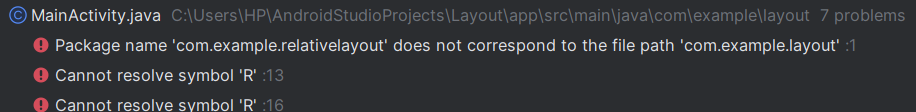 MainActivity.java C:\Users\HP\AndroidStudioProjects\Layout\app\src\main\java\com\example\layout 7 problems
Package name 'com.example.relativelayout' does not correspond to the file path 'com.example.layout' :1
Cannot resolve symbol 'R' :13
Cannot resolve symbol 'R' :16